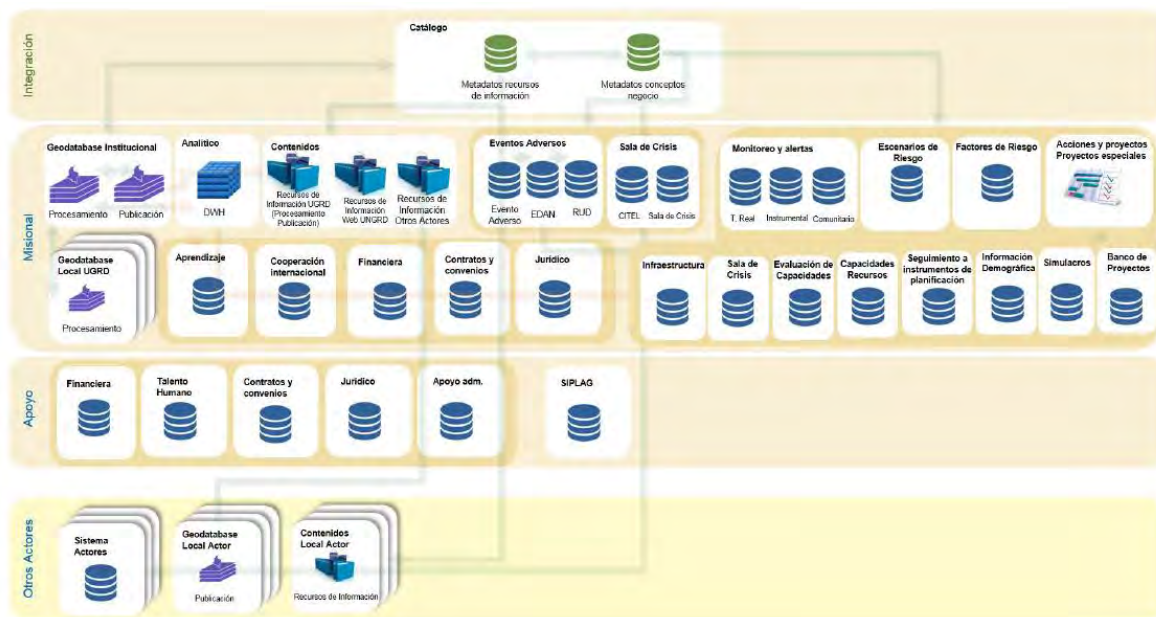 Integración
Catálogo
Metadatos recursos
de información
Metadatos conceptos
negocio
Misional
Geodatabase Institucional
Procesamiento
Publicación
Analítico
DWH
Contenidos
Recursos de
Información UGRD
(Procesamiento
Publicación)
Recursos de
Información
Web UNGRD
Recursos de
Información
Otros Actores
Eventos Adversos
Evento
Adverso
EDAN
RUD
Sala de Crisis
CITEL
Sala de Crisis
Monitoreo y alertas
T. Real
Instrumental
Comunitario
Escenarios de
Riesgo
Factores de Riesgo
Acciones y proyectos
Proyectos especiales
Geodatabase
Local UGRD
Procesamiento
Aprendizaje
Cooperación
internacional
Financiera
Contratos y
convenios
Jurídico
Infraestructura
Sala de
Crisis
Evaluación de
Capacidades
Capacidades
Recursos
Seguimiento a
instrumentos de
planificación
Información
Demográfica
Simulacros
Banco de
Proyectos
Apoyo
Financiera
Talento
Humano
Contratos y
convenios
Jurídico
Apoyo adm.
SIPLAG
Otros Actores
Sistema
Actores
Geodatabase
Local Actor
Publicación
Contenidos
Local Actor
Recursos de Información